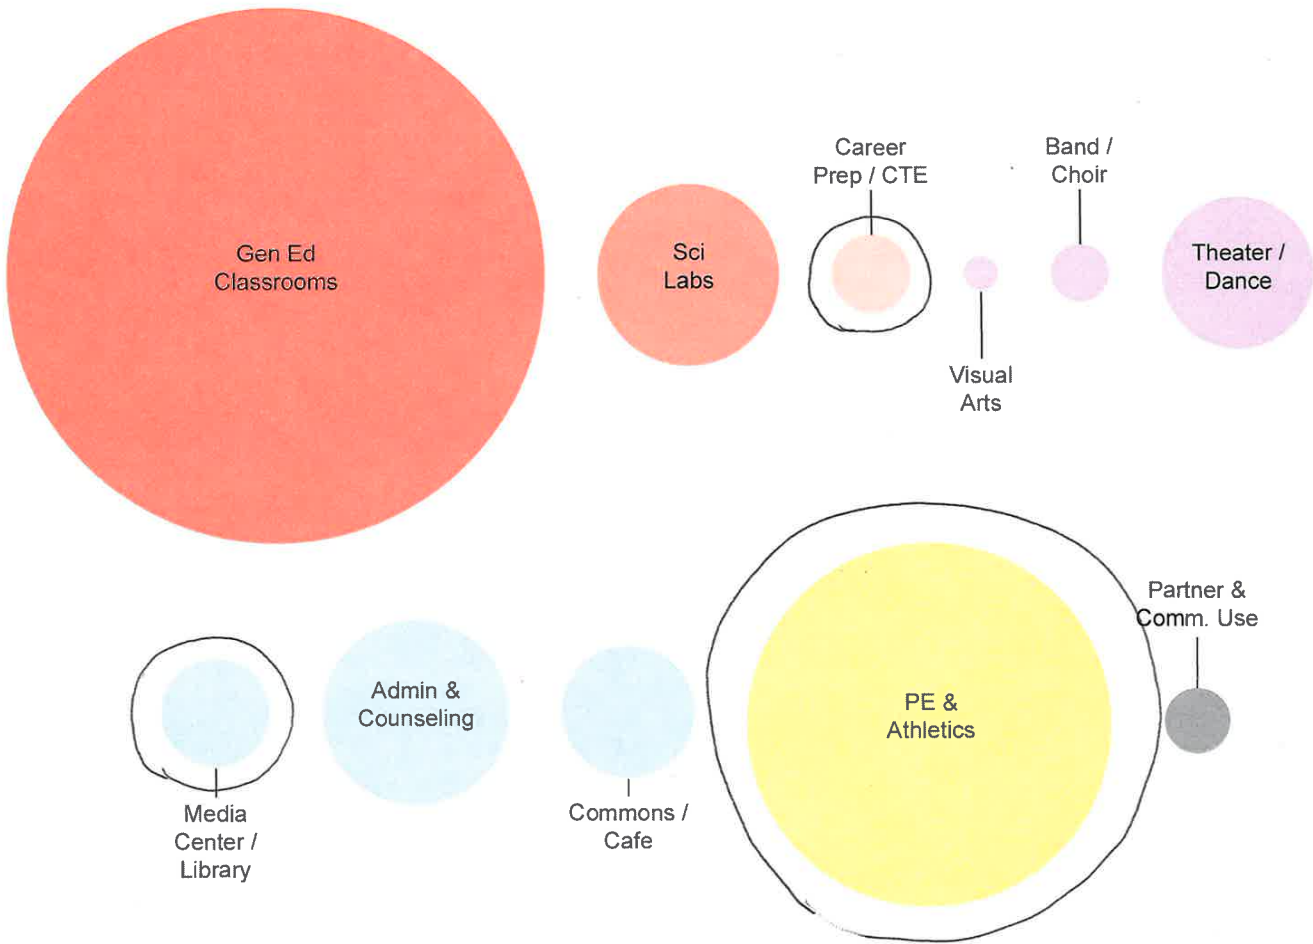 Gen Ed
Classrooms
Sci
Labs
Career
Prep / CTE
Visual
Arts
Band /
Choir
Theater /
Dance
Media
Center /
Library
Admin &
Counseling
Commons /
Cafe
PE &
Athletics
Partner &
Comm. Use